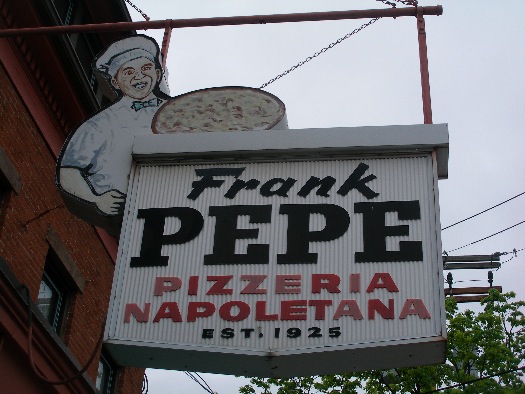 Frank
PEPE
PIZZERIA
NAPOLETANA
EST. 1925